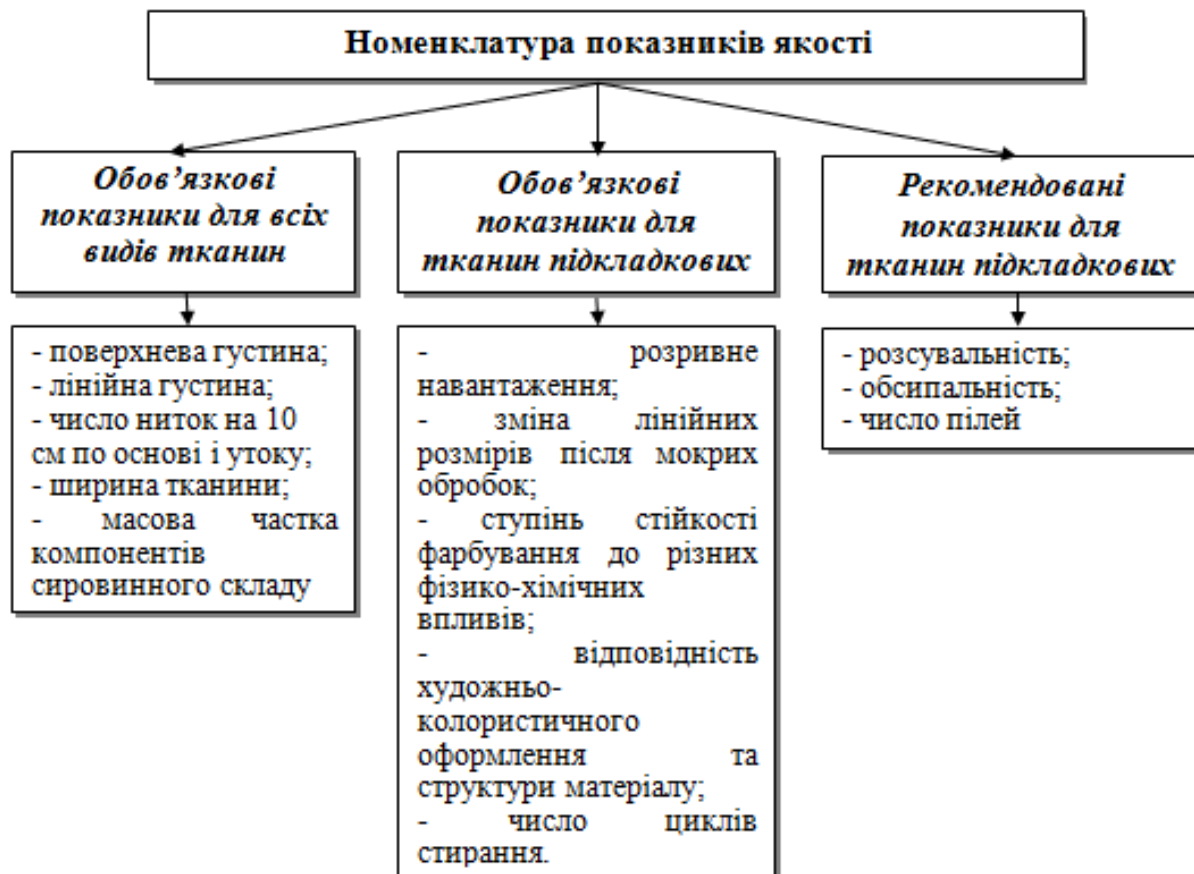 Номенклатура показників якості
Обов’язкові
показники для всіх
видів тканин
Обов’язкові
показники для
тканин підкладкових
Рекомендовані
показники для
тканин підкладкових
- поверхнева густина;
- лінійна густина;
- число ниток на 10
см по основі і утоку;
- ширина тканини;
- масова частка
компонентів
сировинного складу
- розривне
навантаження;
- зміна лінійних
розмірів після мокрих
обробок;
- ступінь стійкості
фарбування до різних
фізико-хімічних
впливів;
- відповідність
художньо-
колористичного
оформлення та
структури матеріалу;
- число циклів
стирання.
- розсувальність;
- обсипальність;
- число пілей